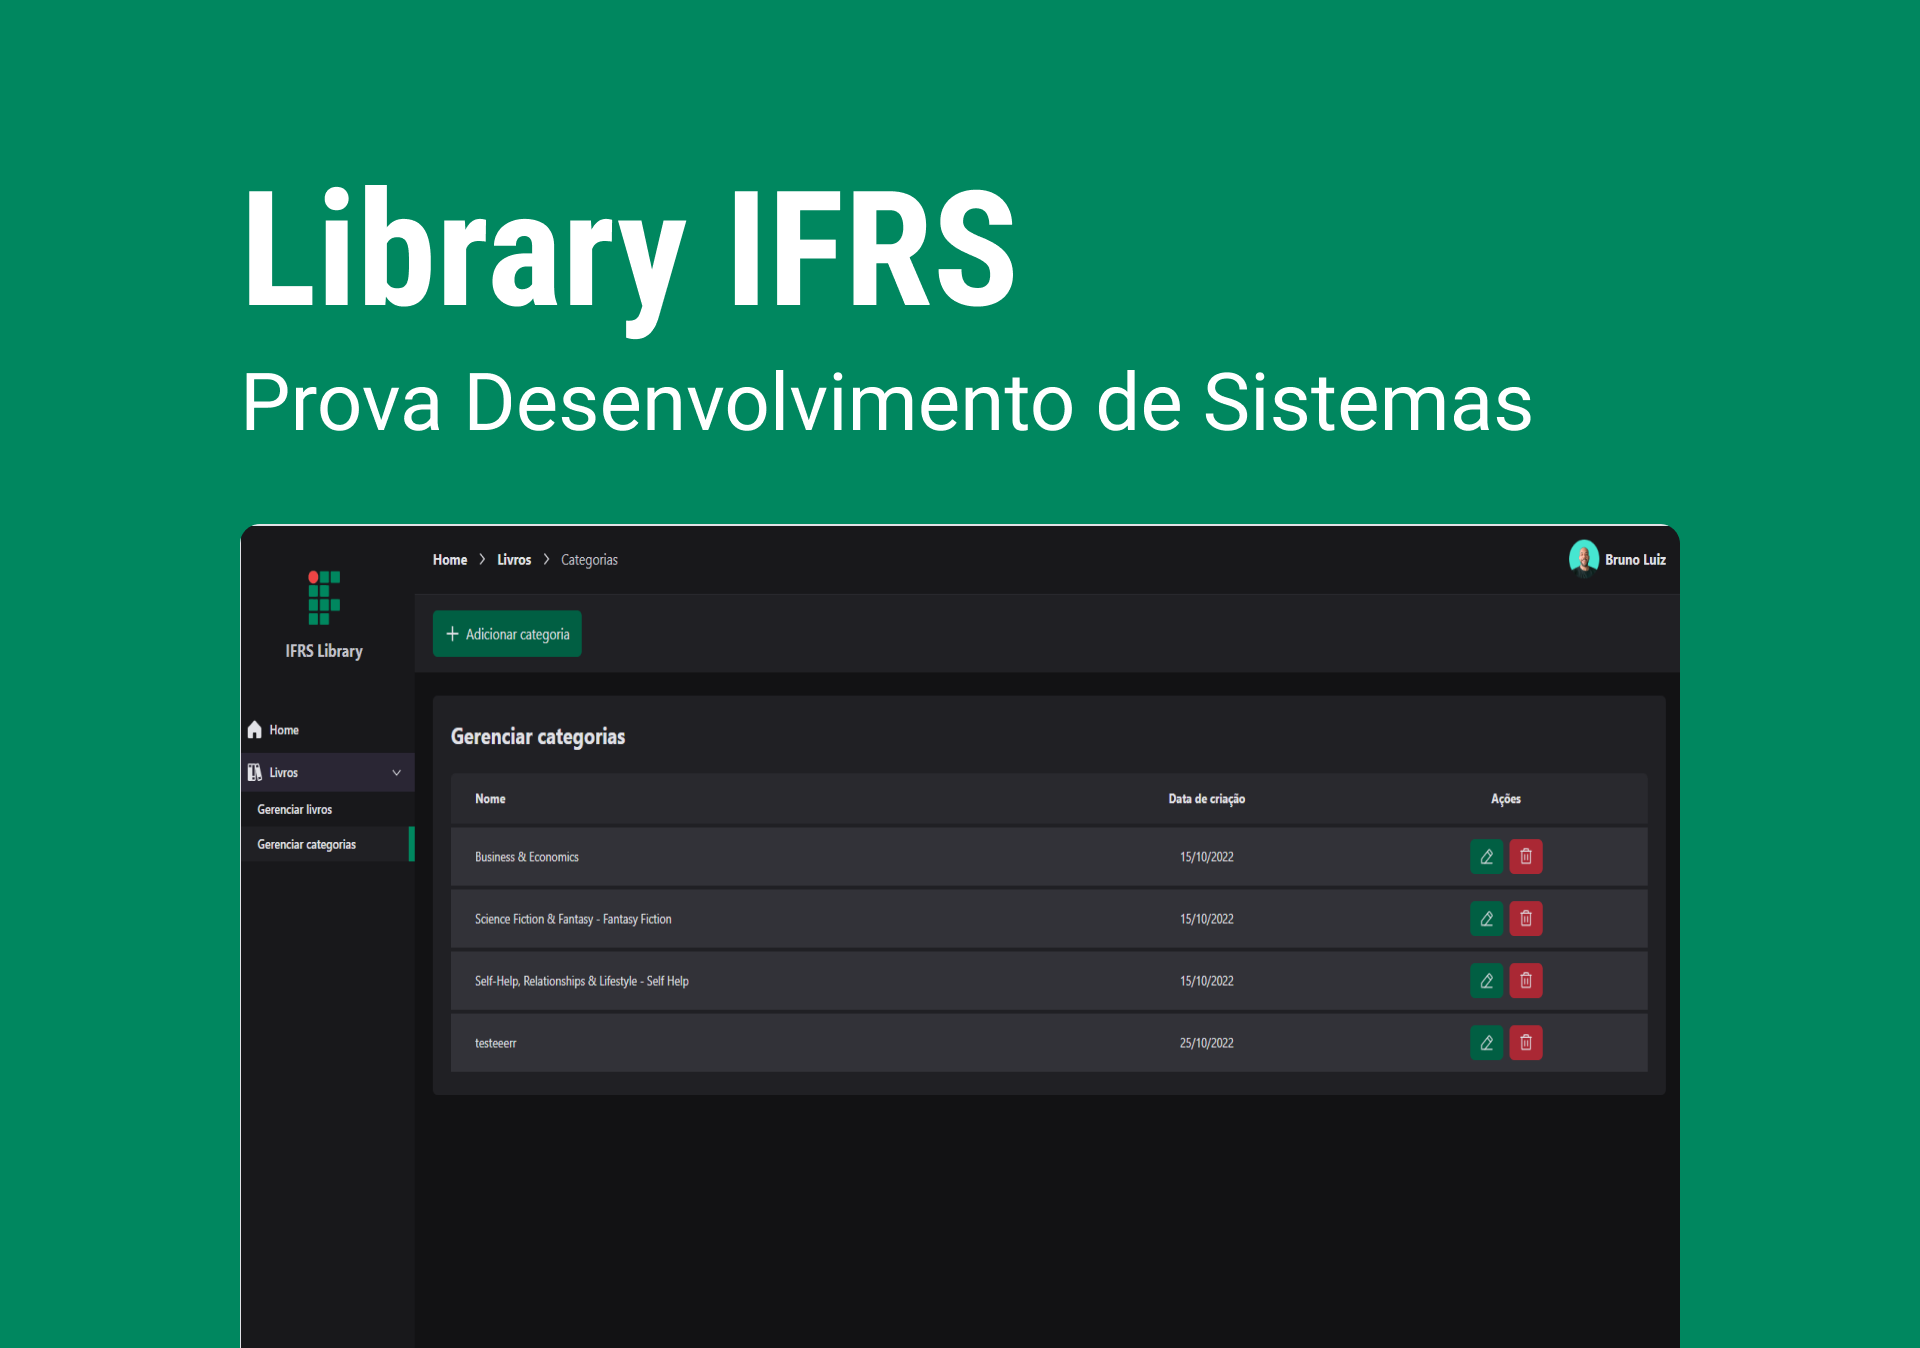 Library IFRS
Prova Desenvolvimento de Sistemas
IFRS Library
Home
Livros
Gerenciar livros
Gerenciar categorias
Home > Livros > Categorias
Bruno Luiz
+ Adicionar categoria
Gerenciar categorias
Nome Data de criação Ações
Business & Economics 15/10/2022
Science Fiction & Fantasy - Fantasy Fiction 15/10/2022
Self-Help, Relationships & Lifestyle - Self Help 15/10/2022
testeeerr 25/10/2022